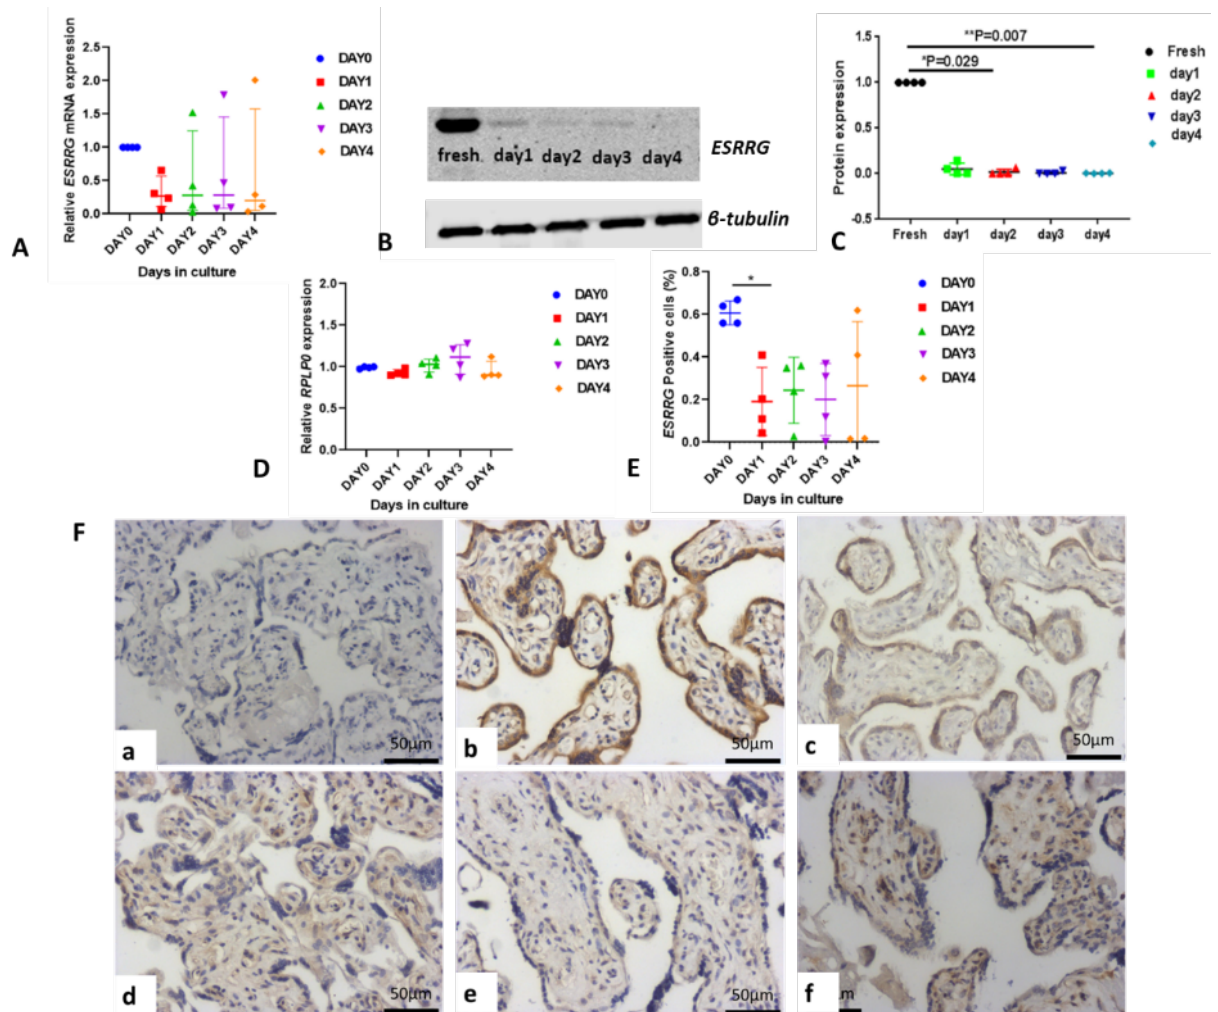 Relative ESRRG mRNA expression
2.5
2.0
1.5
1.0
0.5
0.0
DAY0
DAY1
DAY2
DAY3
DAY4
Days in culture
DAY0
DAY1
DAY2
DAY3
DAY4
A
fresh day1 day2 day3 day4
ESRRG
β-tubulin
B
Protein expression
1.5
1.0
0.5
0.0
-0.5
**P=0.007
*P=0.029
Fresh day1 day2 day3 day4
Fresh
day1
day2
day3
day4
C
Relative RPLP0 expression
2.0
1.5
1.0
0.5
0.0
DAY0
DAY1
DAY2
DAY3
DAY4
Days in culture
DAY0
DAY1
DAY2
DAY3
DAY4
D
ESRRG Positive cells (%)
0.8
0.6
0.4
0.2
0.0
*
DAY0
DAY1
DAY2
DAY3
DAY4
Days in culture
DAY0
DAY1
DAY2
DAY3
DAY4
E
F
a
50μm
b
50μm
c
50μm
d
50μm
e
50μm
f